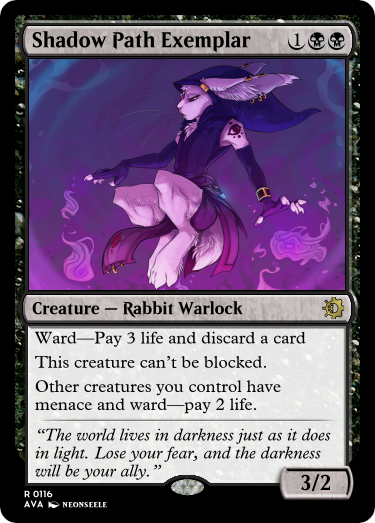 Shadow Path Exemplar 1
Creature — Rabbit Warlock
Ward—Pay 3 life and discard a card
This creature can't be blocked.
Other creatures you control have
menace and ward—pay 2 life.
“The world lives in darkness just as it does
in light. Lose your fear, and the darkness
will be your ally.”
3/2
R 0116
AVA NEONSEELE